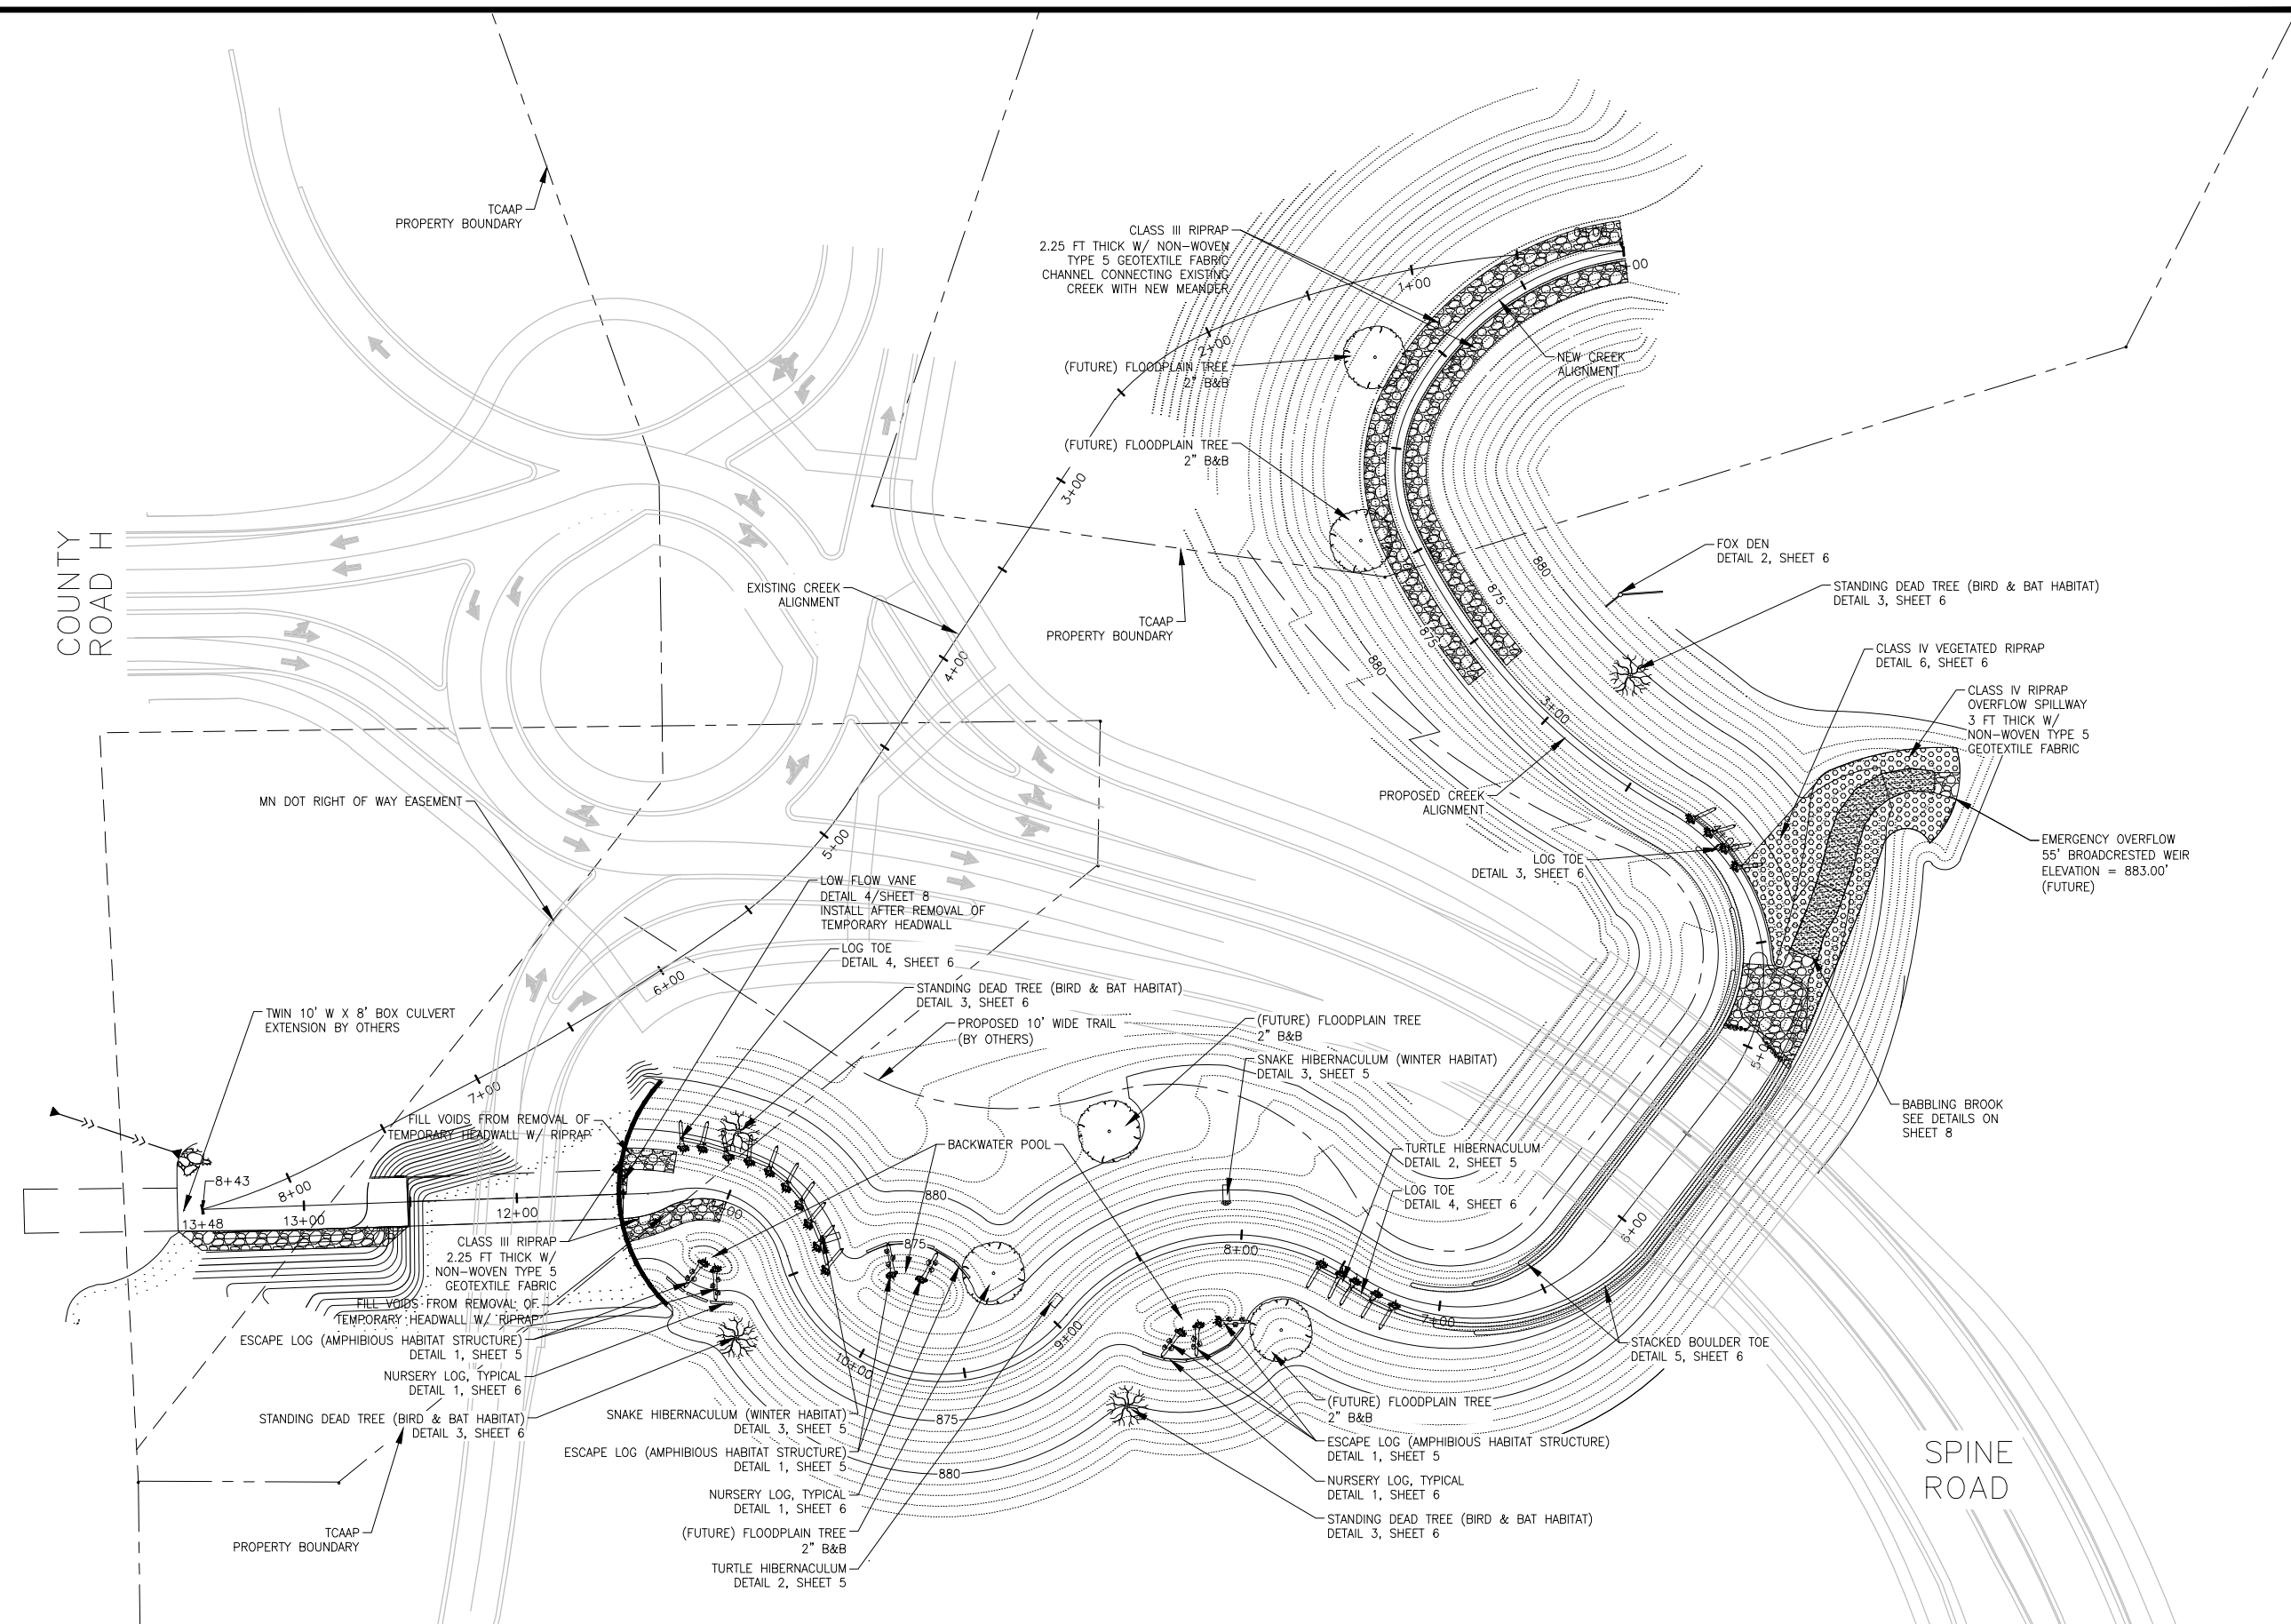 TCAAP
PROPERTY BOUNDARY
CLASS III RIPRAP
2.25 FT THICK W/ NON-WOVEN
TYPE 5 GEOTEXTILE FABRIC
CHANNEL CONNECTING EXISTING
CREEK WITH NEW MEANDER
1+00
2+00
(FUTURE) FLOODPLAIN TREE
2" B&B
NEW CREEK
ALIGNMENT
(FUTURE) FLOODPLAIN TREE
2" B&B
3+00
COUNTY
ROAD H
FOX DEN
DETAIL 2, SHEET 6
880
875
EXISTING CREEK
ALIGNMENT
STANDING DEAD TREE (BIRD & BAT HABITAT)
DETAIL 3, SHEET 6
TCAAP
PROPERTY BOUNDARY
875
880
4+00
CLASS IV VEGETATED RIPRAP
DETAIL 6, SHEET 6
CLASS IV RIPRAP
OVERFLOW SPILLWAY
3 FT THICK W/
NON-WOVEN TYPE 5
GEOTEXTILE FABRIC
3+00
MN DOT RIGHT OF WAY EASEMENT
PROPOSED CREEK
ALIGNMENT
5+00
EMERGENCY OVERFLOW
55' BROADCRESTED WEIR
ELEVATION = 883.00'
(FUTURE)
LOG TOE
DETAIL 3, SHEET 6
LOW FLOW VANE
DETAIL 4/SHEET 8
INSTALL AFTER REMOVAL OF
TEMPORARY HEADWALL
LOG TOE
DETAIL 4, SHEET 6
6+00
STANDING DEAD TREE (BIRD & BAT HABITAT)
DETAIL 3, SHEET 6
TWIN 10' W X 8' BOX CULVERT
EXTENSION BY OTHERS
PROPOSED 10' WIDE TRAIL
(BY OTHERS)
(FUTURE) FLOODPLAIN TREE
2" B&B
SNAKE HIBERNACULUM (WINTER HABITAT)
DETAIL 3, SHEET 5
7+00
BABBLING BROOK
SEE DETAILS ON
SHEET 8
FILL VOIDS FROM REMOVAL OF
TEMPORARY HEADWALL W/ RIPRAP
BACKWATER POOL
TURTLE HIBERNACULUM
DETAIL 2, SHEET 5
8+43
8+00
LOG TOE
DETAIL 4, SHEET 6
880
13+48
13+00
12+00
6+00
CLASS III RIPRAP
2.25 FT THICK W/
NON-WOVEN TYPE 5
GEOTEXTILE FABRIC
875
8+00
FILL VOIDS FROM REMOVAL OF
TEMPORARY HEADWALL W/ RIPRAP
7+00
9+00
ESCAPE LOG (AMPHIBIOUS HABITAT STRUCTURE)
DETAIL 1, SHEET 5
STACKED BOULDER TOE
DETAIL 5, SHEET 6
10+00
NURSERY LOG, TYPICAL
DETAIL 1, SHEET 6
STANDING DEAD TREE (BIRD & BAT HABITAT)
DETAIL 3, SHEET 6
SNAKE HIBERNACULUM (WINTER HABITAT)
DETAIL 3, SHEET 5
875
(FUTURE) FLOODPLAIN TREE
2" B&B
ESCAPE LOG (AMPHIBIOUS HABITAT STRUCTURE)
DETAIL 1, SHEET 5
880
ESCAPE LOG (AMPHIBIOUS HABITAT STRUCTURE)
DETAIL 1, SHEET 5
NURSERY LOG, TYPICAL
DETAIL 1, SHEET 6
NURSERY LOG, TYPICAL
DETAIL 1, SHEET 6
STANDING DEAD TREE (BIRD & BAT HABITAT)
DETAIL 3, SHEET 6
SPINE
ROAD
TCAAP
PROPERTY BOUNDARY
(FUTURE) FLOODPLAIN TREE
2" B&B
TURTLE HIBERNACULUM
DETAIL 2, SHEET 5